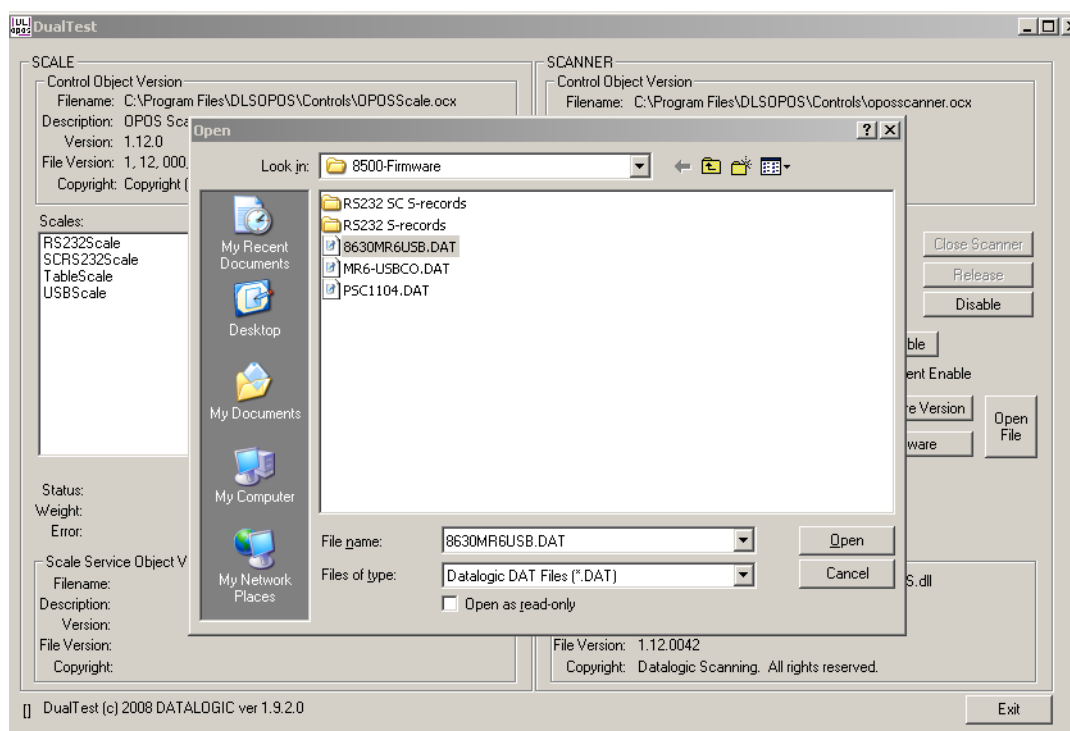 DL
opos DualTest
SCALE
Control Object Version
Filename: C:\Program Files\DLSOPOS\Controls\OPOSScale.ocx
Description: OPOS Sca
Version: 1.12.0
File Version: 1, 12, 000,
Copyright: Copyright (
Scales:
RS232Scale
SCRS232Scale
TableScale
USBScale
Status:
Weight:
Error:
Scale Service Object V
Filename:
Description:
Version:
File Version:
Copyright:
SCANNER
Control Object Version
Filename: C:\Program Files\DLSOPOS\Controls\oposscanner.ocx
Close Scanner
Release
Disable
ble
ent Enable
re Version
ware
Open
File
S.dll
File Version: 1.12.0042
Copyright: Datalogic Scanning. All rights reserved.
Open
Look in: 8500-Firmware
My Recent
Documents
Desktop
My Documents
My Computer
My Network
Places
RS232 SC S-records
RS232 S-records
8630MR6USB.DAT
MR6-USBCO.DAT
PSC1104.DAT
File name: 8630MR6USB.DAT Open
Files of type: Datalogic DAT Files (*.DAT) Cancel
Open as read-only
[] DualTest (c) 2008 DATALOGIC ver 1.9.2.0
Exit